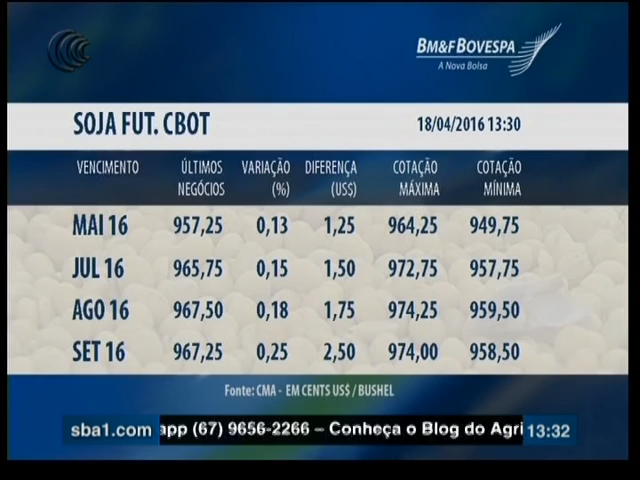 BM&FBOVESPA
A Nova Bolsa
SOJA FUT. CBOT 18/04/2016 13:30
VENCIMENTO ÚLTIMOS NEGÓCIOS VARIAÇÃO (%) DIFERENÇA (US$) COTAÇÃO MÁXIMA COTAÇÃO MÍNIMA
MAI 16 957,25 0,13 1,25 964,25 949,75
JUL 16 965,75 0,15 1,50 972,75 957,75
AGO 16 967,50 0,18 1,75 974,25 959,50
SET 16 967,25 0,25 2,50 974,00 958,50
Fonte: CMA - EM CENTS US$ / BUSHEL
sba1.com app (67) 9656-2266 – Conheça o Blog do Agri 13:32